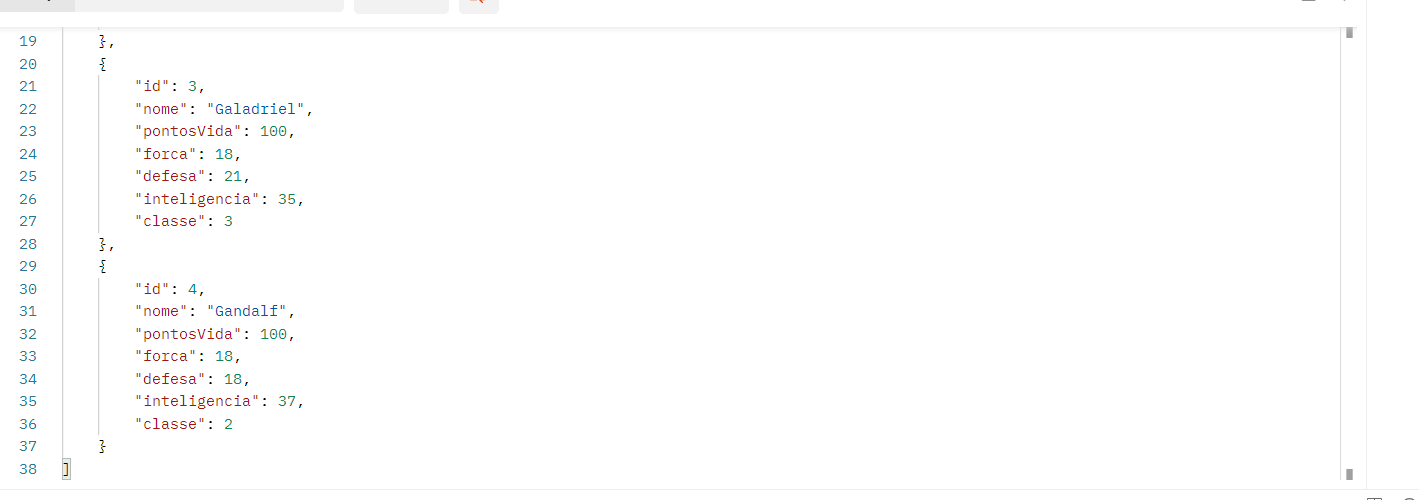 19 },
20 {
21 "id": 3,
22 "nome": "Galadriel",
23 "pontosVida": 100,
24 "forca": 18,
25 "defesa": 21,
26 "inteligencia": 35,
27 "classe": 3
28 },
29 {
30 "id": 4,
31 "nome": "Gandalf",
32 "pontosVida": 100,
33 "forca": 18,
34 "defesa": 18,
35 "inteligencia": 37,
36 "classe": 2
37 }
38 ]